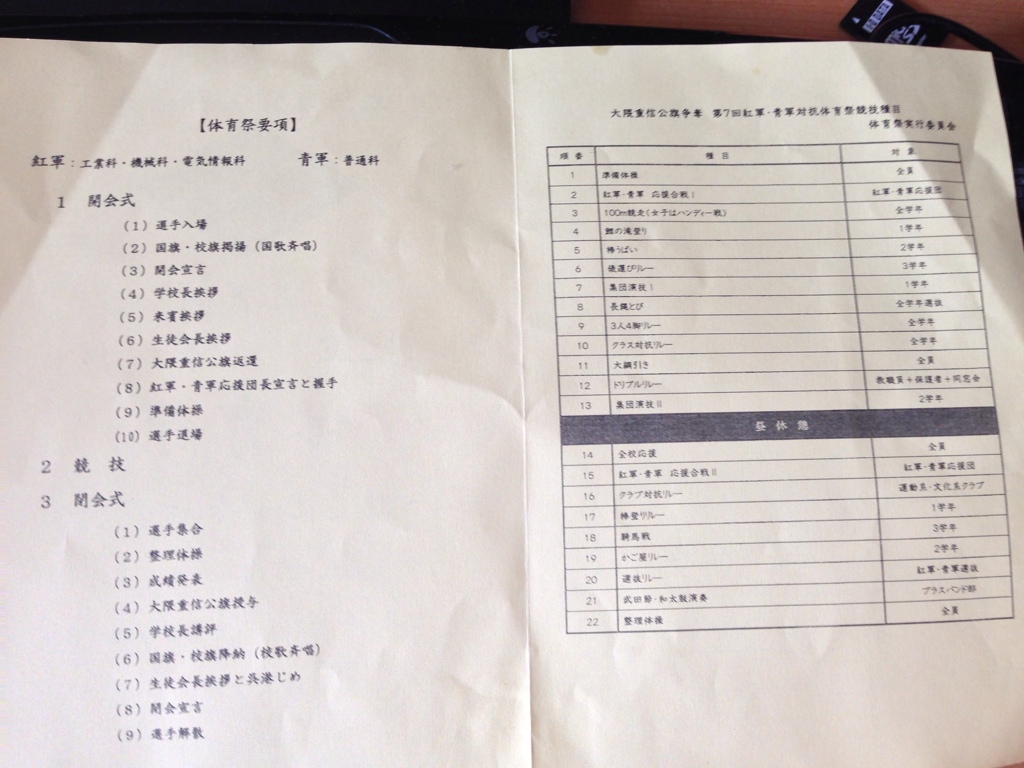 【体育祭要項】
紅軍：工業科・機械科・電気情報科　青軍：普通科
1　開会式
（1）選手入場
（2）国旗・校旗掲揚（国歌斉唱）
（3）開会宣言
（4）学校長挨拶
（5）来賓挨拶
（6）生徒会長挨拶
（7）大隈重信公旗返還
（8）紅軍・青軍応援団長宣言と握手
（9）準備体操
（10）選手退場
2　競　技
3　閉会式
（1）選手集合
（2）整理体操
（3）成績発表
（4）大隈重信公旗授与
（5）学校長講評
（6）国旗・校旗降納（校歌斉唱）
（7）生徒会長挨拶と呉港じめ
（8）閉会宣言
（9）選手解散
大隈重信公旗争奪　第7回紅軍・青軍対抗体育祭競技種目
体育祭実行委員会
順番　種目　対象
1　準備体操　全員
2　紅軍・青軍　応援合戦Ⅰ　紅軍・青軍応援団
3　100m競走（女子はハンディー戦）　全学年
4　鯉の滝登り　1学年
5　棒うばい　2学年
6　俵運びリレー　3学年
7　集団演技Ⅰ　1学年
8　長縄とび　全学年選抜
9　3人4脚リレー　全学年
10　クラス対抗リレー　全学年
11　大綱引き　全員
12　ドリブルリレー　教職員＋保護者＋同窓会
13　集団演技Ⅱ　2学年
昼　休　憩
14　全校応援　全員
15　紅軍・青軍　応援合戦Ⅱ　紅軍・青軍応援団
16　クラブ対抗リレー　運動系・文化系クラブ
17　棒登リレー　1学年
18　騎馬戦　3学年
19　かご屋リレー　2学年
20　選抜リレー　紅軍・青軍選抜
21　武田節・和太鼓演奏　ブラスバンド部
22　整理体操　全員